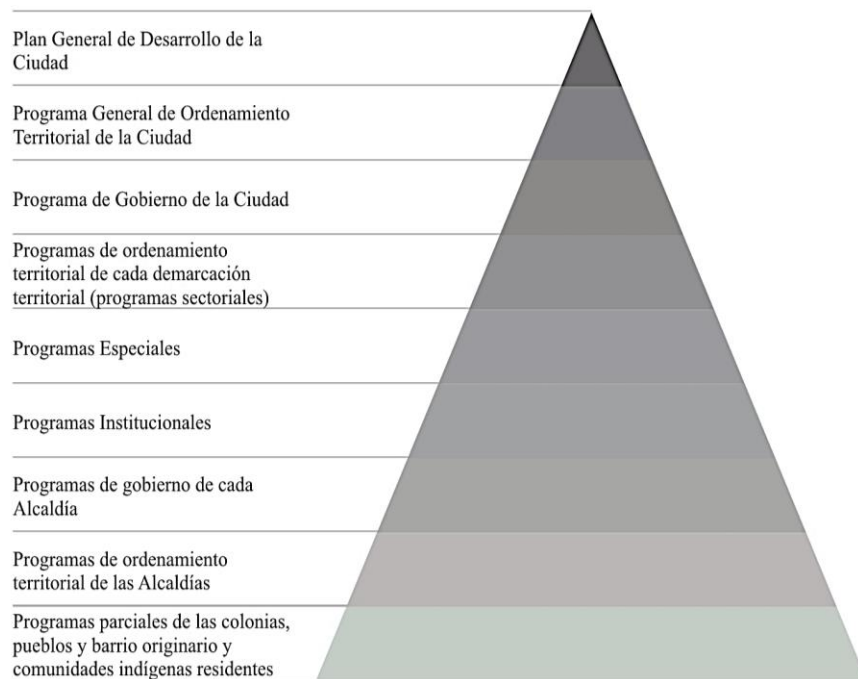 Plan General de Desarrollo de la
Ciudad
Programa General de Ordenamiento
Territorial de la Ciudad
Programa de Gobierno de la Ciudad
Programas de ordenamiento
territorial de cada demarcación
territorial (programas sectoriales)
Programas Especiales
Programas Institucionales
Programas de gobierno de cada
Alcaldía
Programas de ordenamiento
territorial de las Alcaldías
Programas parciales de las colonias,
pueblos y barrio originario y
comunidades indígenas residentes